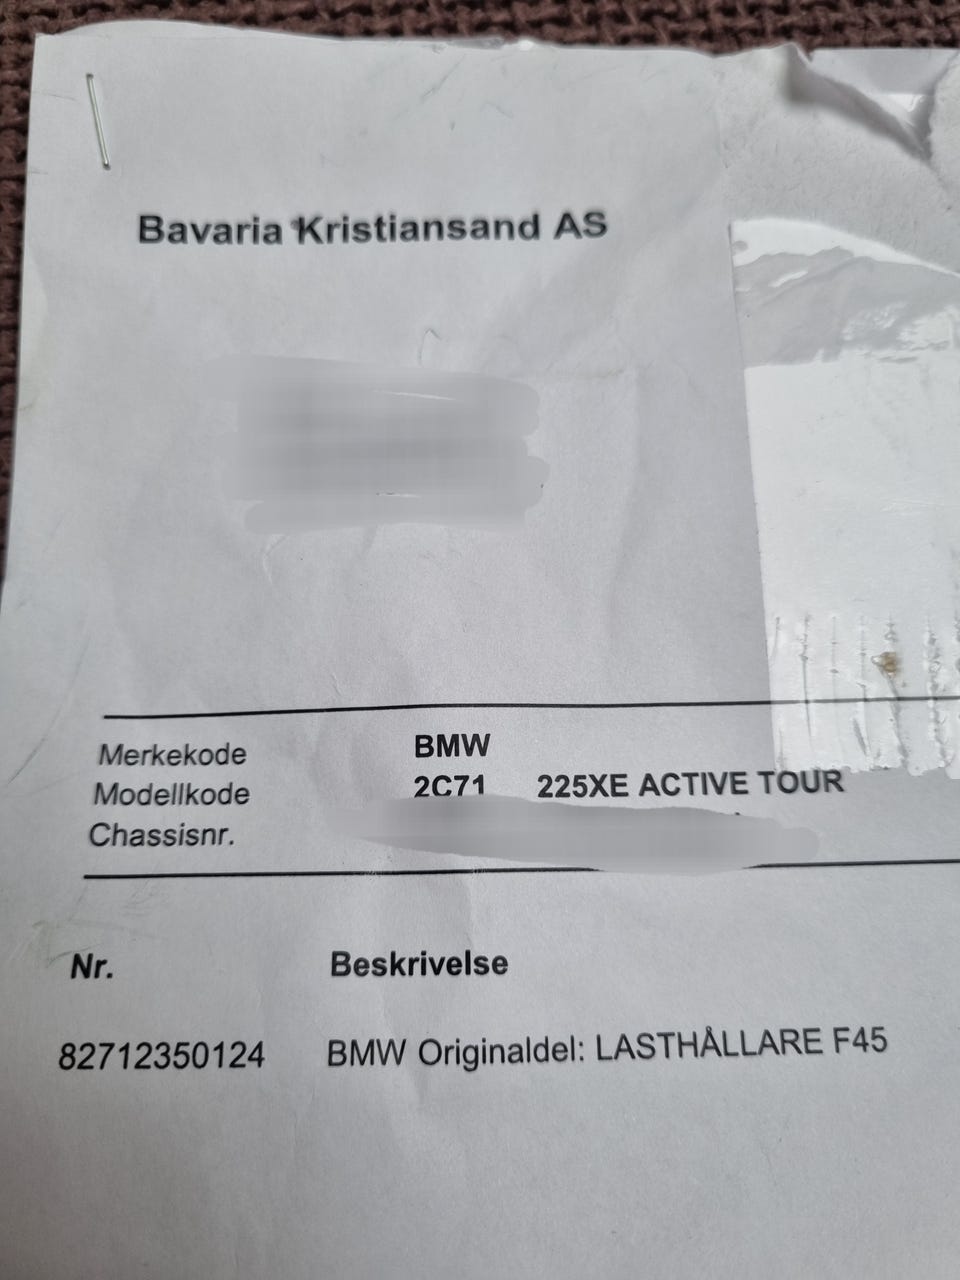 Bavaria Kristiansand AS
Merkekode BMW
Modellkode 2C71 225XE ACTIVE TOUR
Chassisnr.
Nr. Beskrivelse
82712350124 BMW Originaldel: LASTHÅLLARE F45